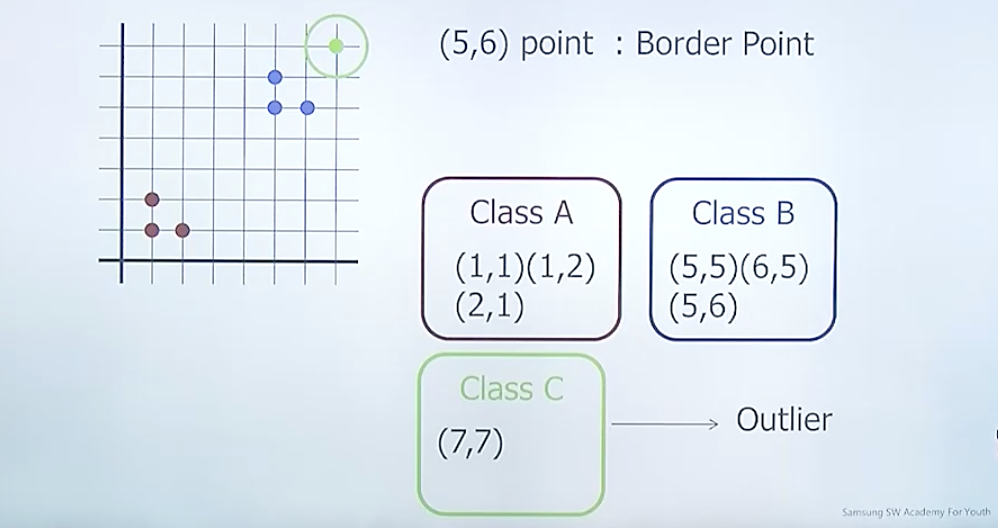 (5,6) point : Border Point
Class A
(1,1)(1,2)
(2,1)
Class B
(5,5)(6,5)
(5,6)
Class C
(7,7)
Outlier
Samsung SW Academy For Youth